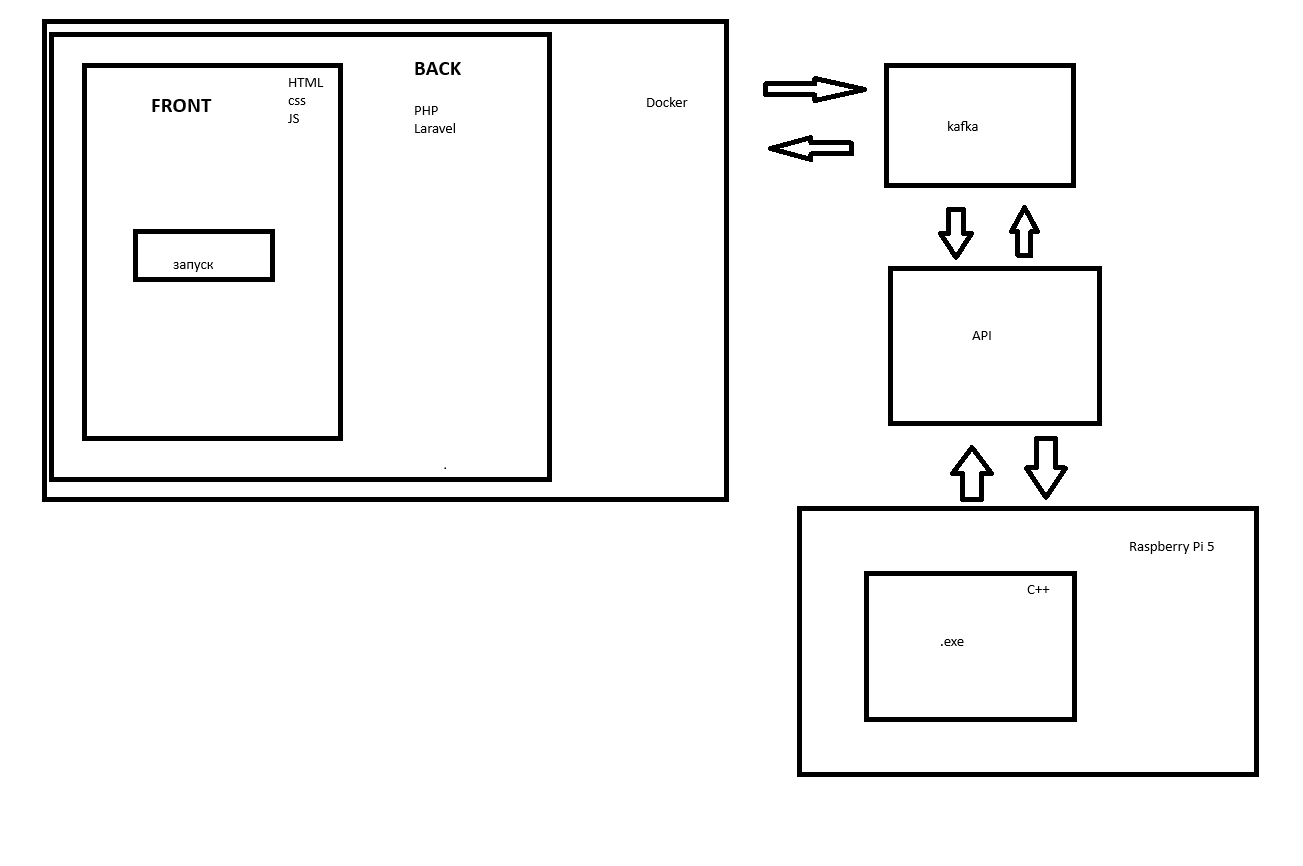 FRONT
HTML
css
JS
запуск
BACK
PHP
Laravel
.
Docker
kafka
API
Raspberry Pi 5
C++
.exe